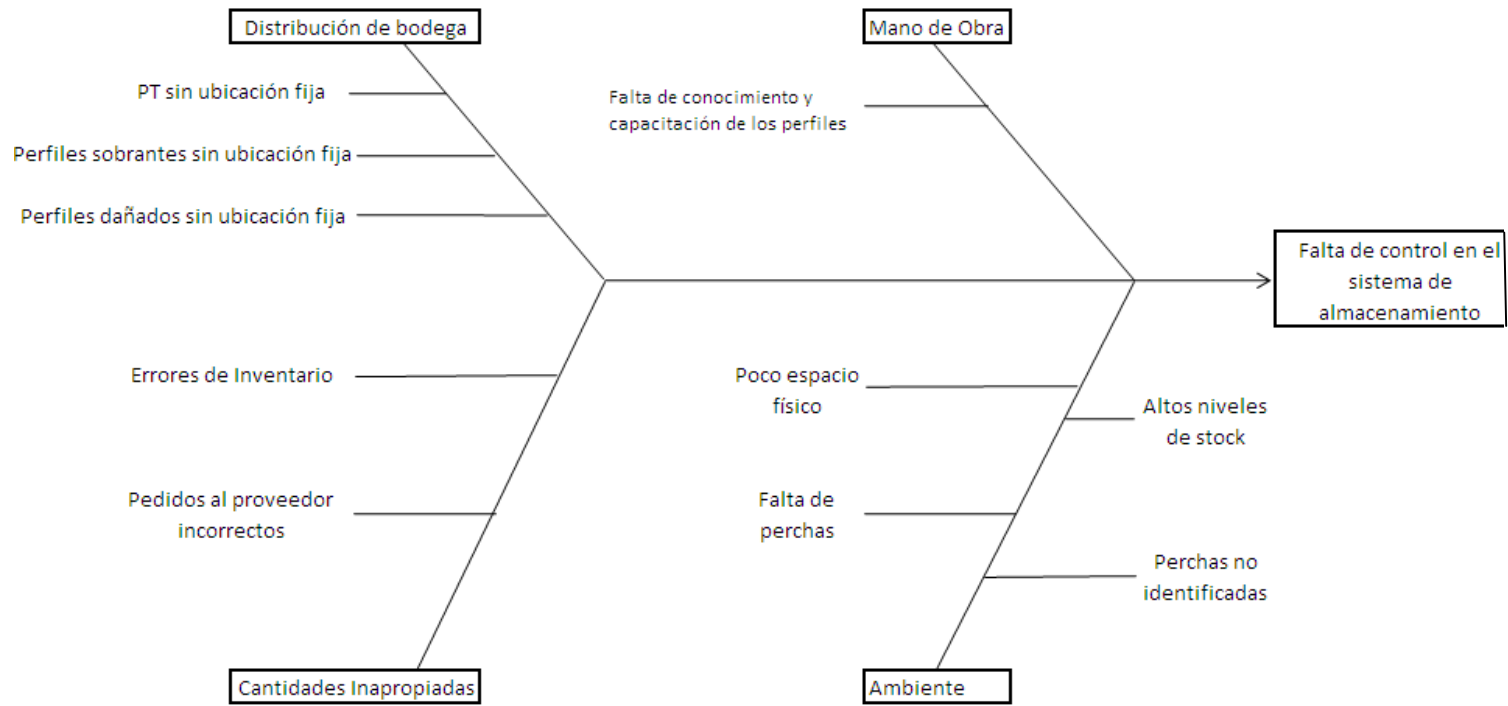 Distribución de bodega
Mano de Obra
PT sin ubicación fija
Perfiles sobrantes sin ubicación fija
Perfiles dañados sin ubicación fija
Falta de conocimiento y
capacitación de los perfiles
Falta de control en el
sistema de
almacenamiento
Errores de Inventario
Pedidos al proveedor
incorrectos
Poco espacio
físico
Altos niveles
de stock
Falta de
perchas
Perchas no
identificadas
Cantidades Inapropiadas
Ambiente